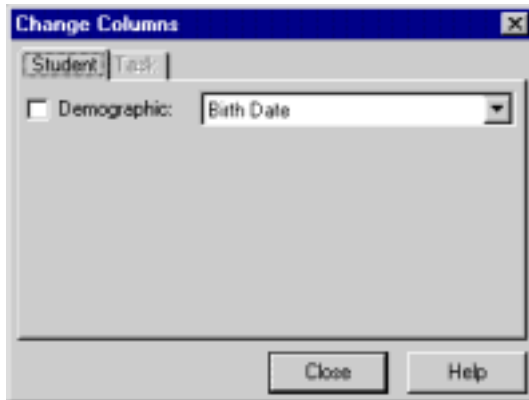 Change Columns
Student Task
Demographic: Birth Date
Close Help